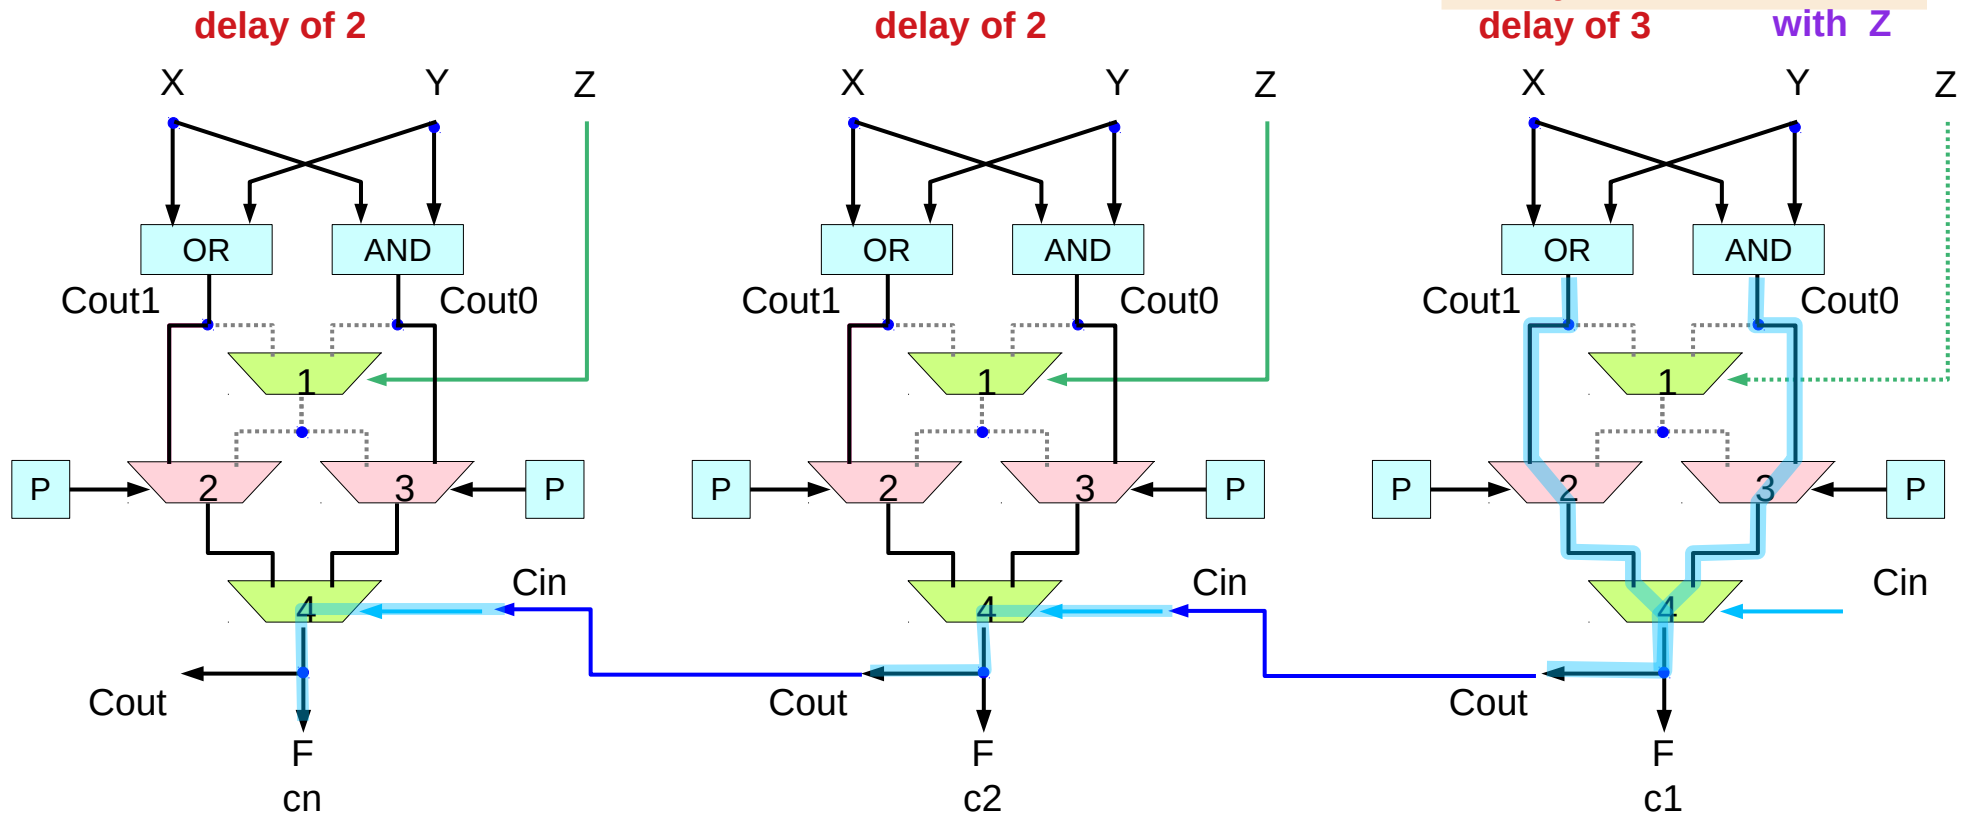 delay of 2 delay of 2 delay of 3 with Z
X Y Z X Y Z X Y Z
OR AND OR AND OR AND
Cout1 Cout0 Cout1 Cout0 Cout1 Cout0
1 1 1
P 2 3 P P 2 3 P P 2 3 P
4 Cin 4 Cin 4 Cin
Cout Cout Cout
F F F
cn c2 c1